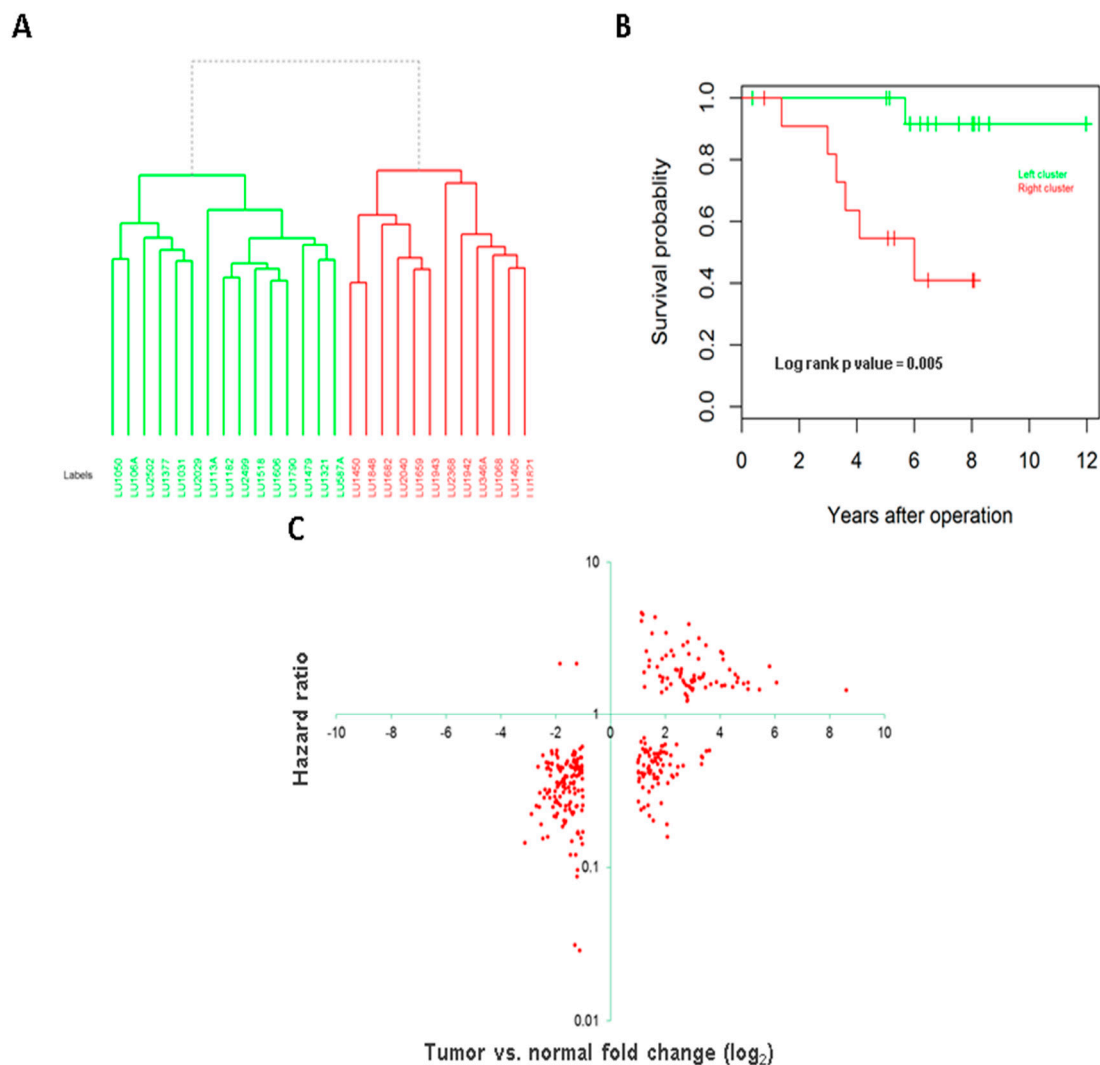 A
B
Labels
LU1050
LU106A
LU2502
LU1377
LU1031
LU2029
LU113A
LU1182
LU2499
LU1518
LU1606
LU1790
LU1479
LU1321
LU587A
LU1450
LU1848
LU1682
LU2040
LU1659
LU1943
LU2368
LU1942
LU346A
LU1068
LU1405
Survival probablity
1.0
0.8
0.6
0.4
0.2
0.0
Left cluster
Right cluster
Log rank p value = 0.005
0 2 4 6 8 10 12
Years after operation
C
Hazard ratio
10
1
0.1
0.01
-10 -8 -6 -4 -2 0 2 4 6 8 10
Tumor vs. normal fold change (log₂)